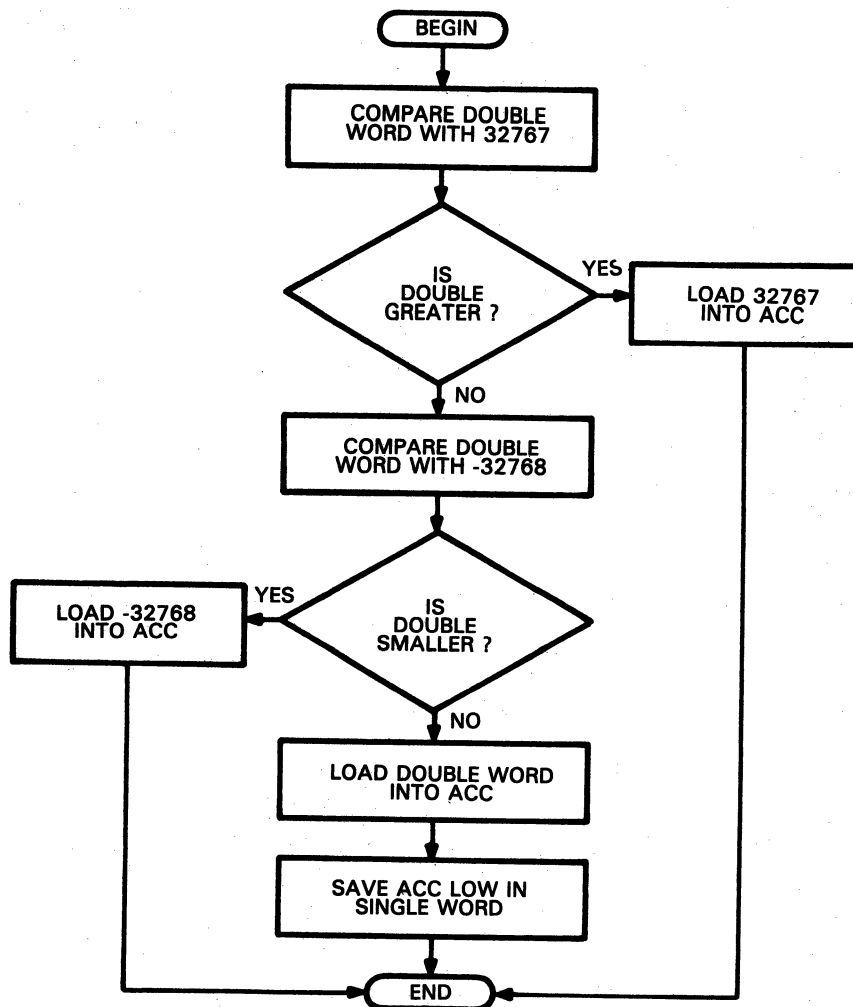 BEGIN
COMPARE DOUBLE
WORD WITH 32767
IS
DOUBLE
GREATER ?
YES
LOAD 32767
INTO ACC
NO
COMPARE DOUBLE
WORD WITH -32768
IS
DOUBLE
SMALLER ?
YES
LOAD -32768
INTO ACC
NO
LOAD DOUBLE WORD
INTO ACC
SAVE ACC LOW IN
SINGLE WORD
END